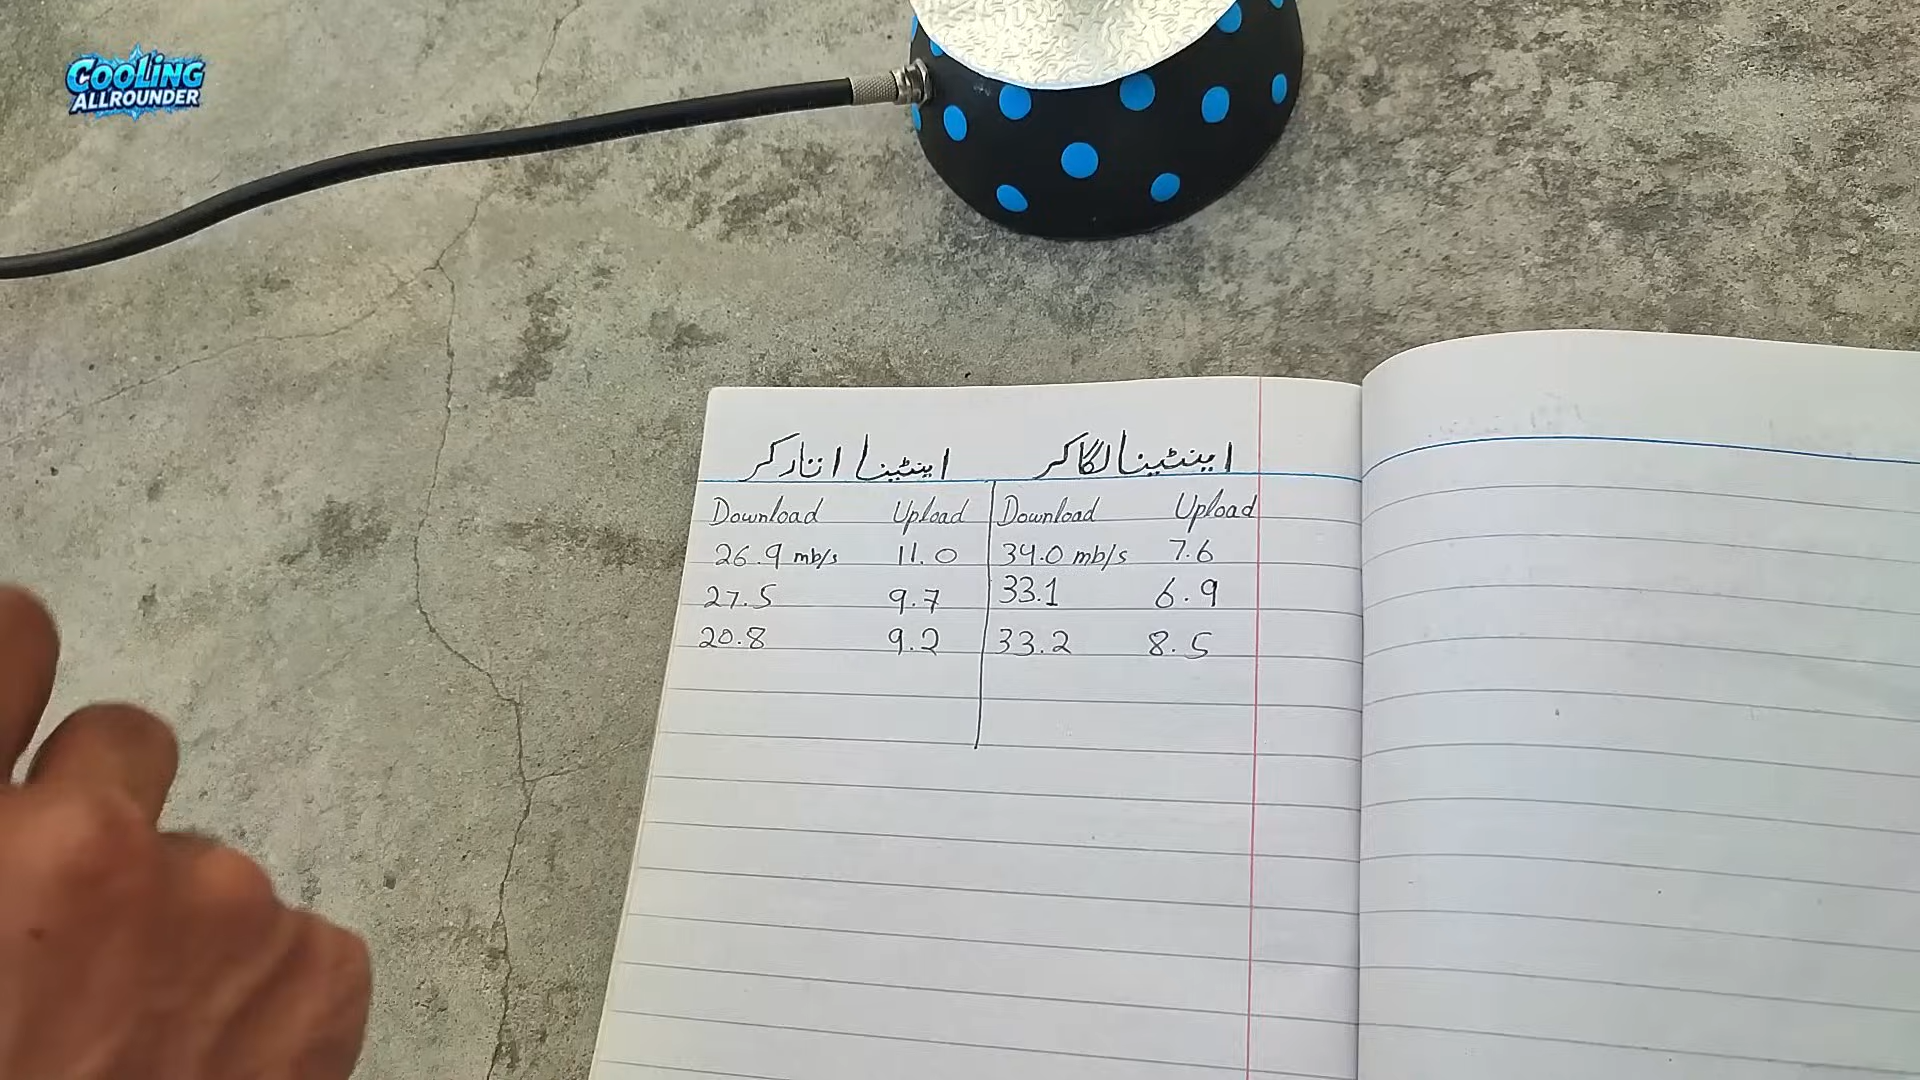 COOLING
ALLROUNDER
اینٹینا اتار کر اینٹینا لگا کر
Download Upload Download Upload
26.9 mb/s 11.0 34.0 mb/s 7.6
27.5 9.7 33.1 6.9
20.8 9.2 33.2 8.5